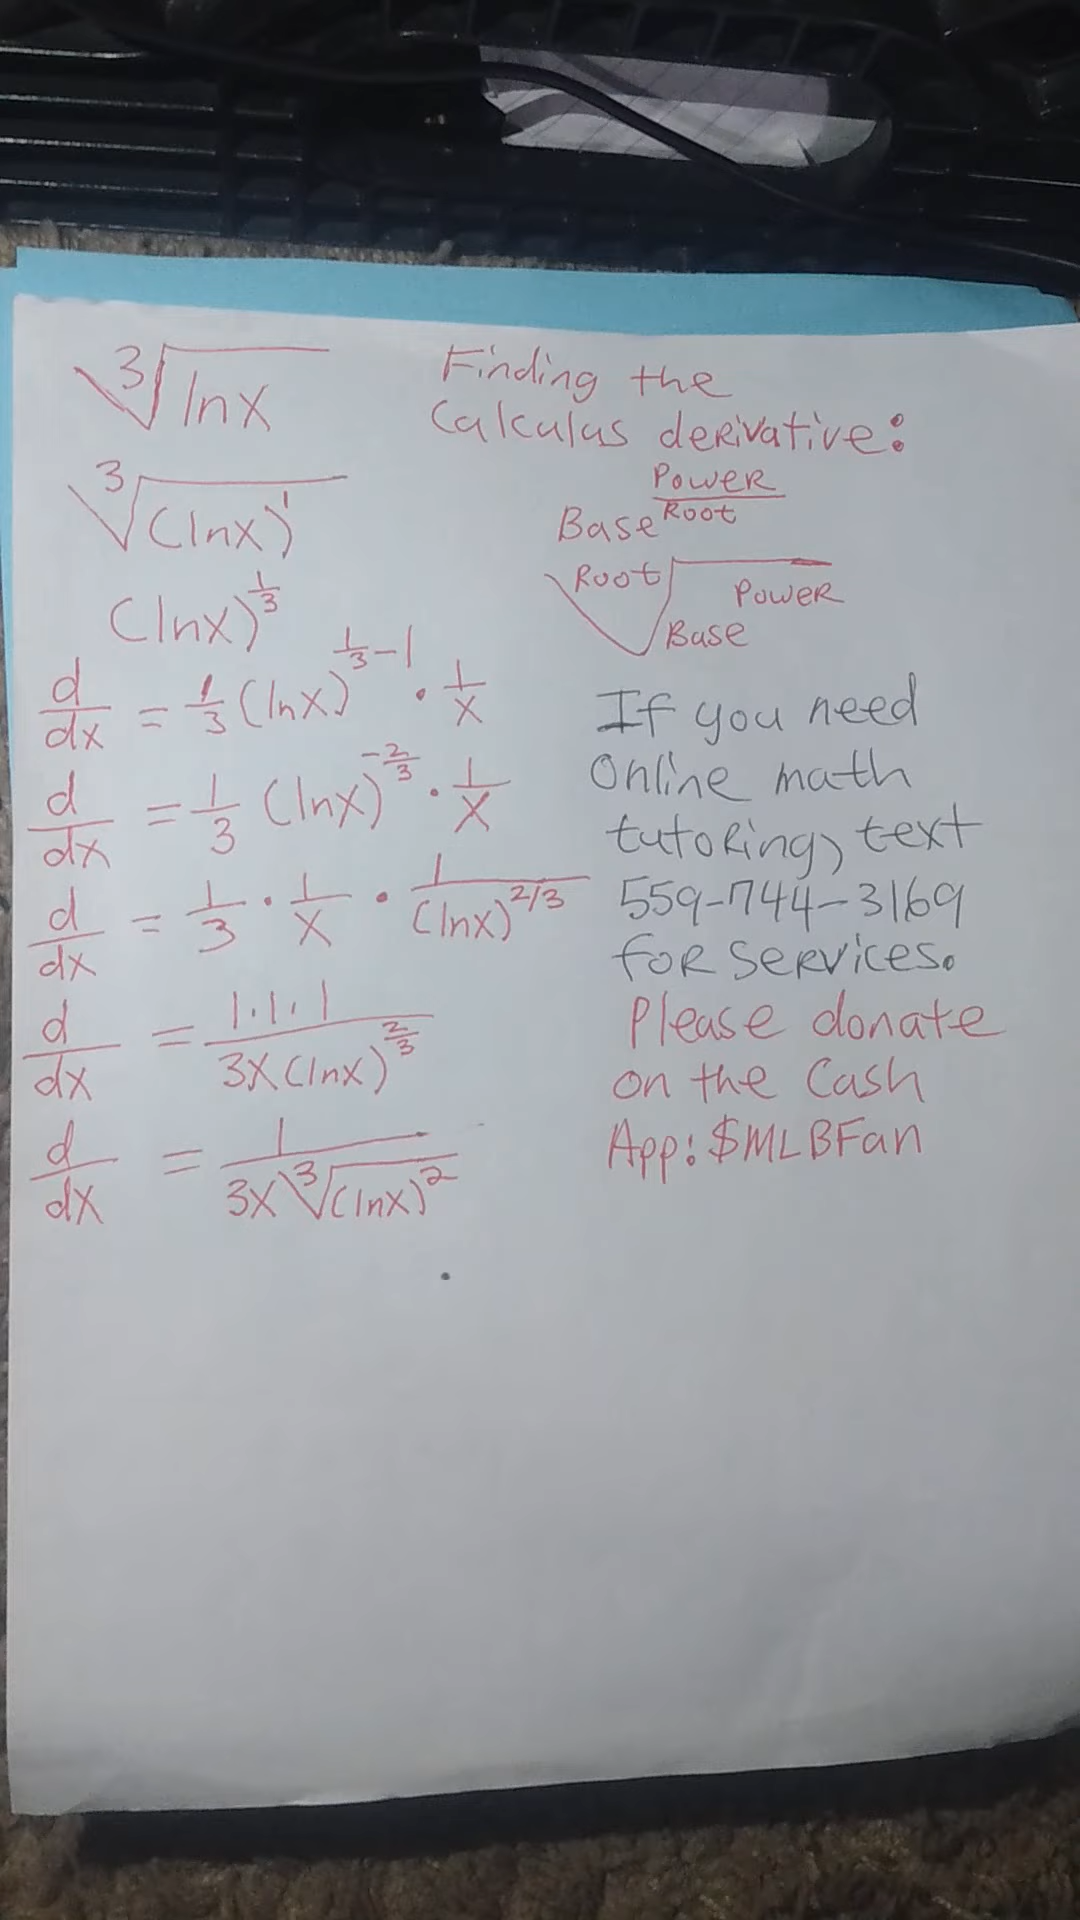 ∛lnx
Finding the
Calculus derivative:
∛(lnx)¹
Base^(Power/Root)
Root√ Power
Base
(lnx)^(1/3)
d/dx = 1/3 (lnx)^(1/3 - 1) · 1/x
d/dx = 1/3 (lnx)^(-2/3) · 1/x
d/dx = 1/3 · 1/x · 1/(lnx)^(2/3)
d/dx = 1·1·1/3x(lnx)^(2/3)
d/dx = 1/3x∛(lnx)²
If you need
Online math
tutoring, text
559-744-3169
for services.
Please donate
on the Cash
App: $MLBFan